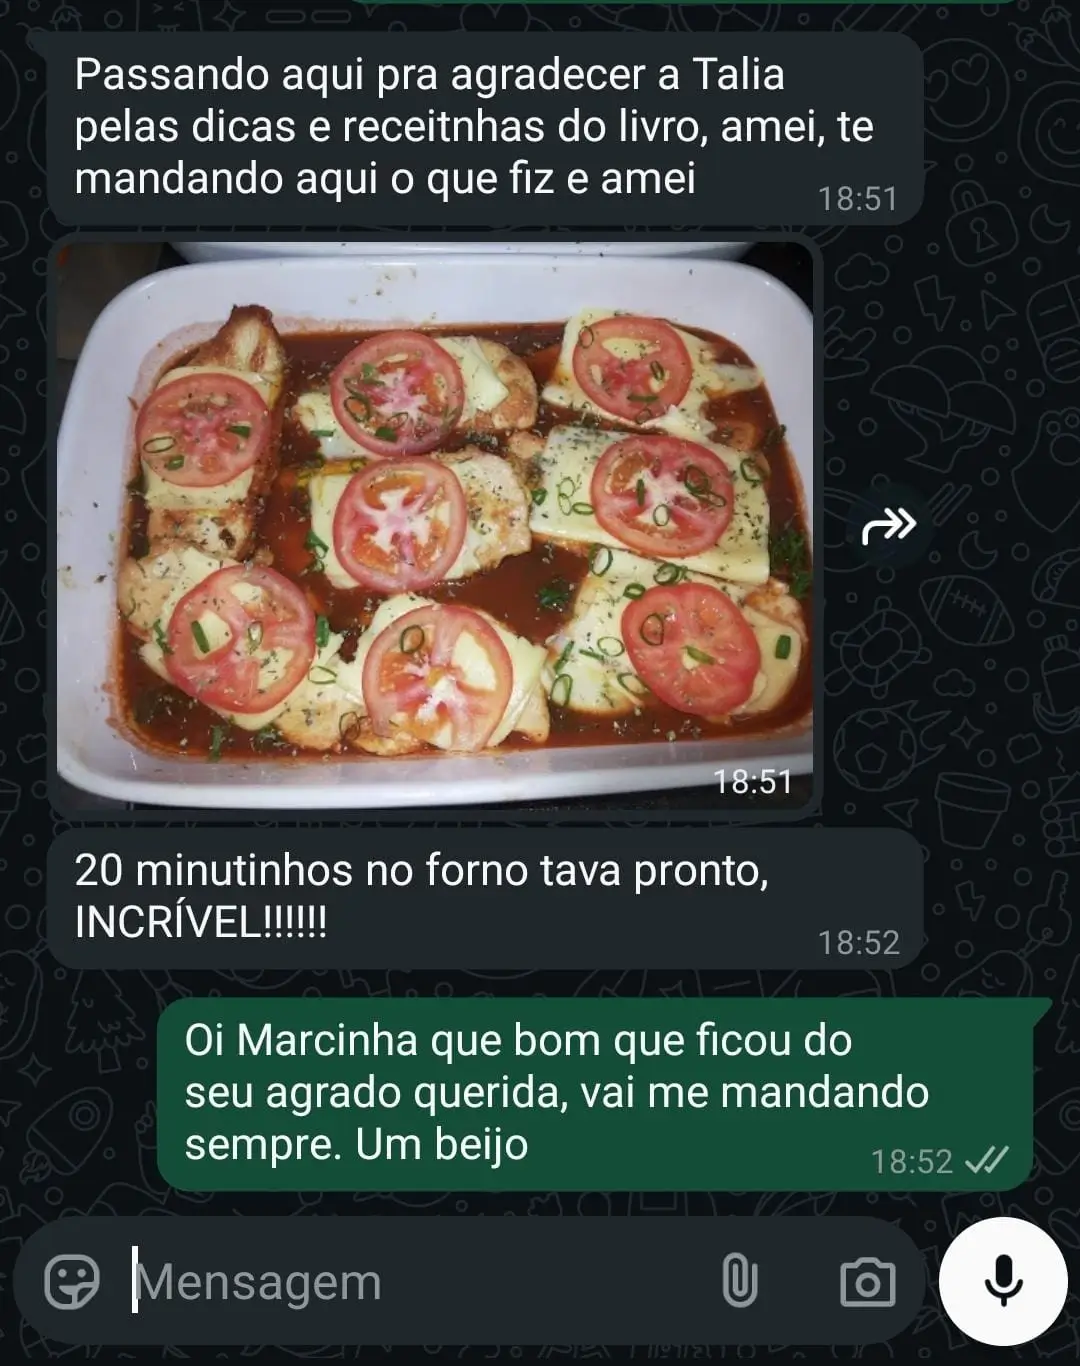 Passando aqui pra agradecer a Talia
pelas dicas e receitnhas do livro, amei, te
mandando aqui o que fiz e amei
18:51
18:51
20 minutinhos no forno tava pronto,
INCRÍVEL!!!!!!
18:52
Oi Marcinha que bom que ficou do
seu agrado querida, vai me mandando
sempre. Um beijo
18:52
Mensagem